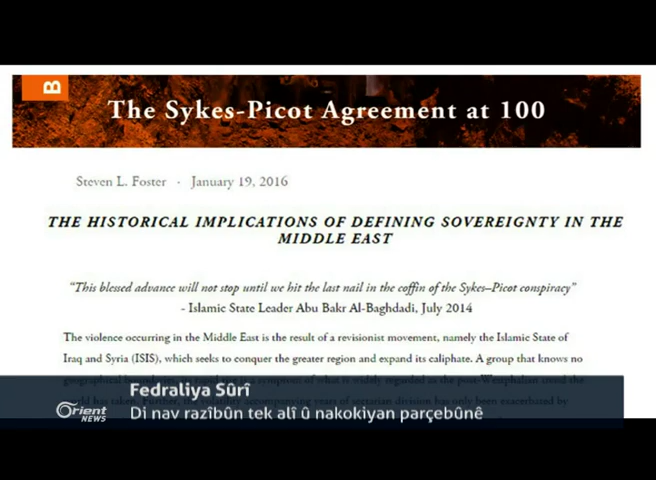 B
The Sykes-Picot Agreement at 100
Steven L. Foster · January 19, 2016
THE HISTORICAL IMPLICATIONS OF DEFINING SOVEREIGNTY IN THE
MIDDLE EAST
“This blessed advance will not stop until we hit the last nail in the coffin of the Sykes–Picot conspiracy”
- Islamic State Leader Abu Bakr Al-Baghdadi, July 2014
The violence occurring in the Middle East is the result of a revisionist movement, namely the Islamic State of
Iraq and Syria (ISIS), which seeks to conquer the greater region and expand its caliphate. A group that knows no
Fedraliya Sûrî
Orient
NEWS
Di nav razîbûn tek alî û nakokiyan parçebûnê